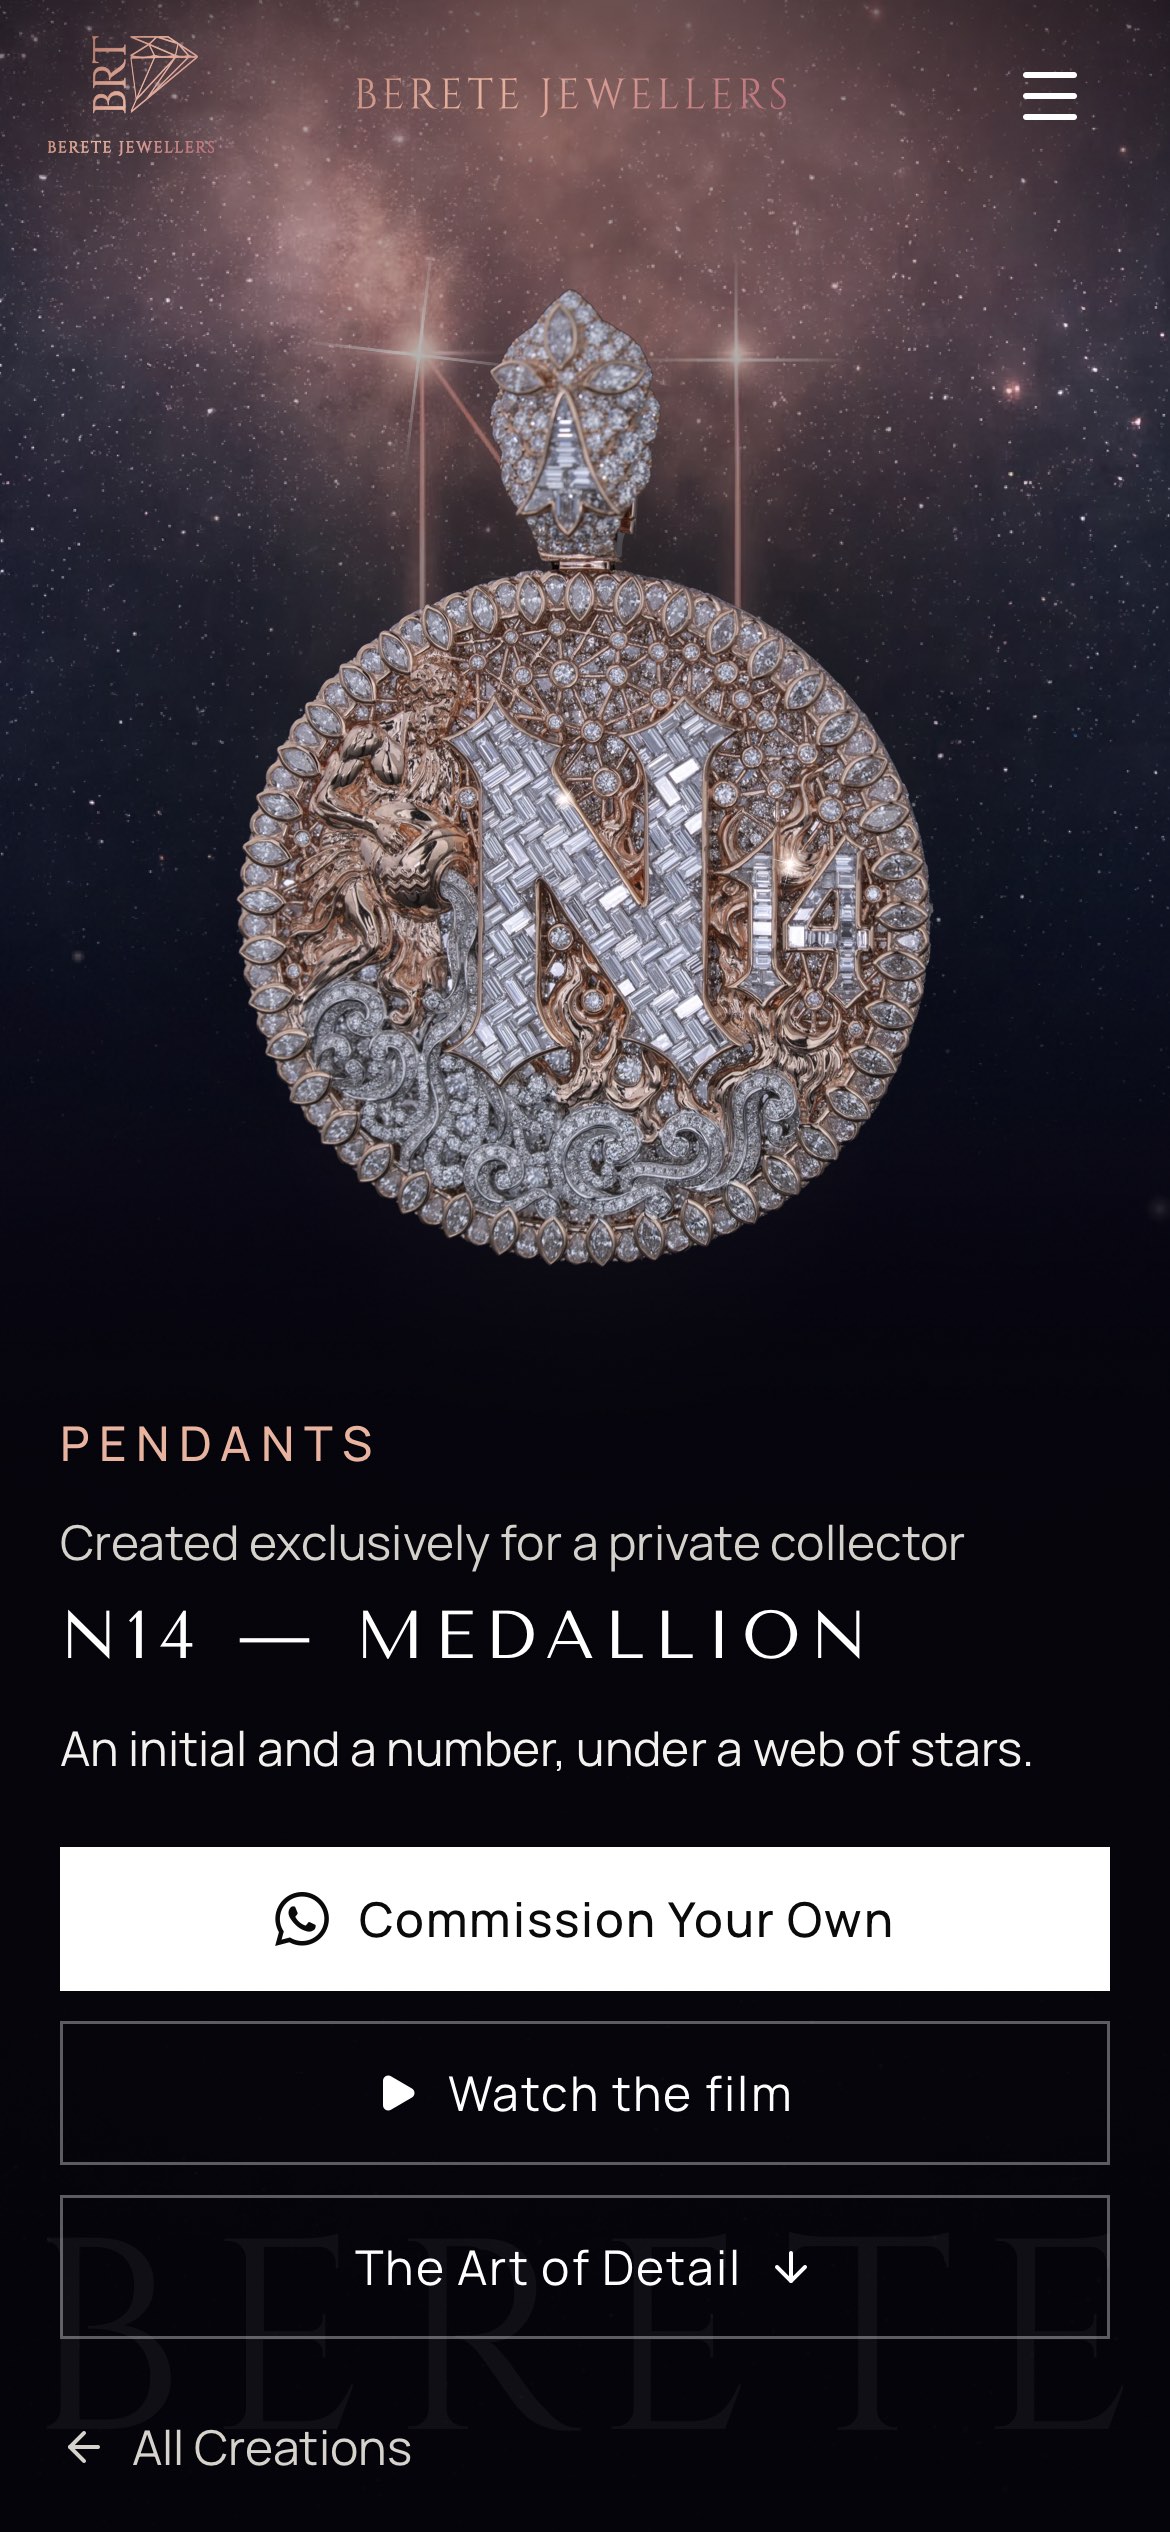 BRT
BERETE JEWELLERS
BERETE JEWELLERS
N14
PENDANTS
Created exclusively for a private collector
N14 — MEDALLION
An initial and a number, under a web of stars.
Commission Your Own
Watch the film
The Art of Detail ↓
BERETE
← All Creations